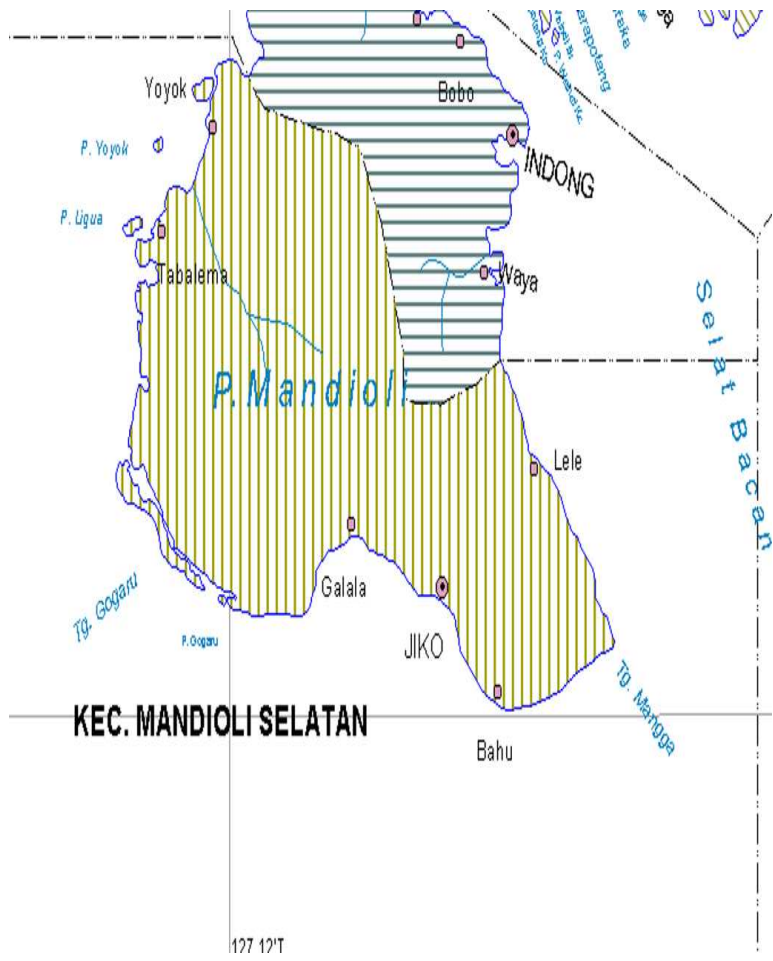 Yoyok
Bobo
P. Yoyok
INDONG
P. Ligua
Tabalema
Waya
Selat Bacan
P. Mandioli
Lele
Galala
Tg. Gogaru
P. Gogaru
JIKO
Tg. Mangga
KEC. MANDIOLI SELATAN
Bahu
127 12'T